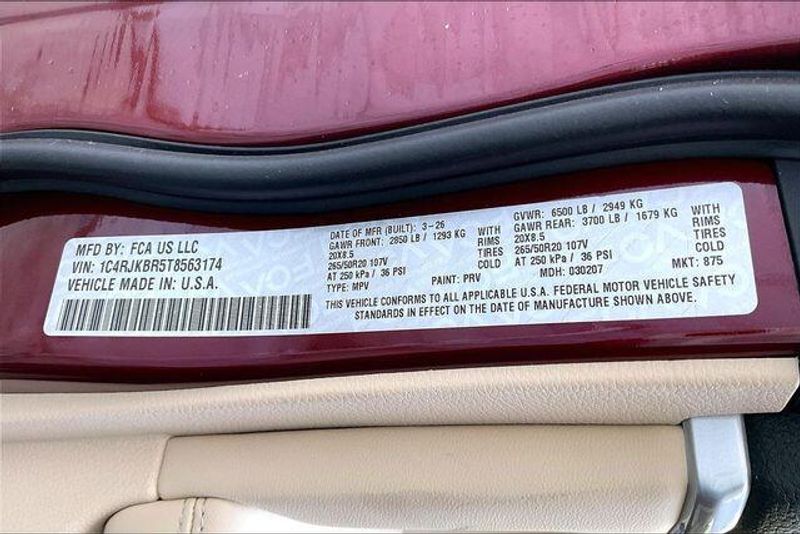 MFD BY: FCA US LLC
VIN: 1C4RJKBR5T8563174
VEHICLE MADE IN: U.S.A.
DATE OF MFR (BUILT): 3-26
GAWR FRONT: 2850 LB / 1293 KG WITH
20X8.5 RIMS
265/50R20 107V TIRES
AT 250 kPa / 36 PSI COLD
TYPE: MPV PAINT: PRV
GVWR: 6500 LB / 2949 KG
GAWR REAR: 3700 LB / 1679 KG WITH
20X8.5 RIMS
265/50R20 107V TIRES
AT 250 kPa / 36 PSI COLD
MDH: 030207 MKT: 875
THIS VEHICLE CONFORMS TO ALL APPLICABLE U.S.A. FEDERAL MOTOR VEHICLE SAFETY
STANDARDS IN EFFECT ON THE DATE OF MANUFACTURE SHOWN ABOVE.